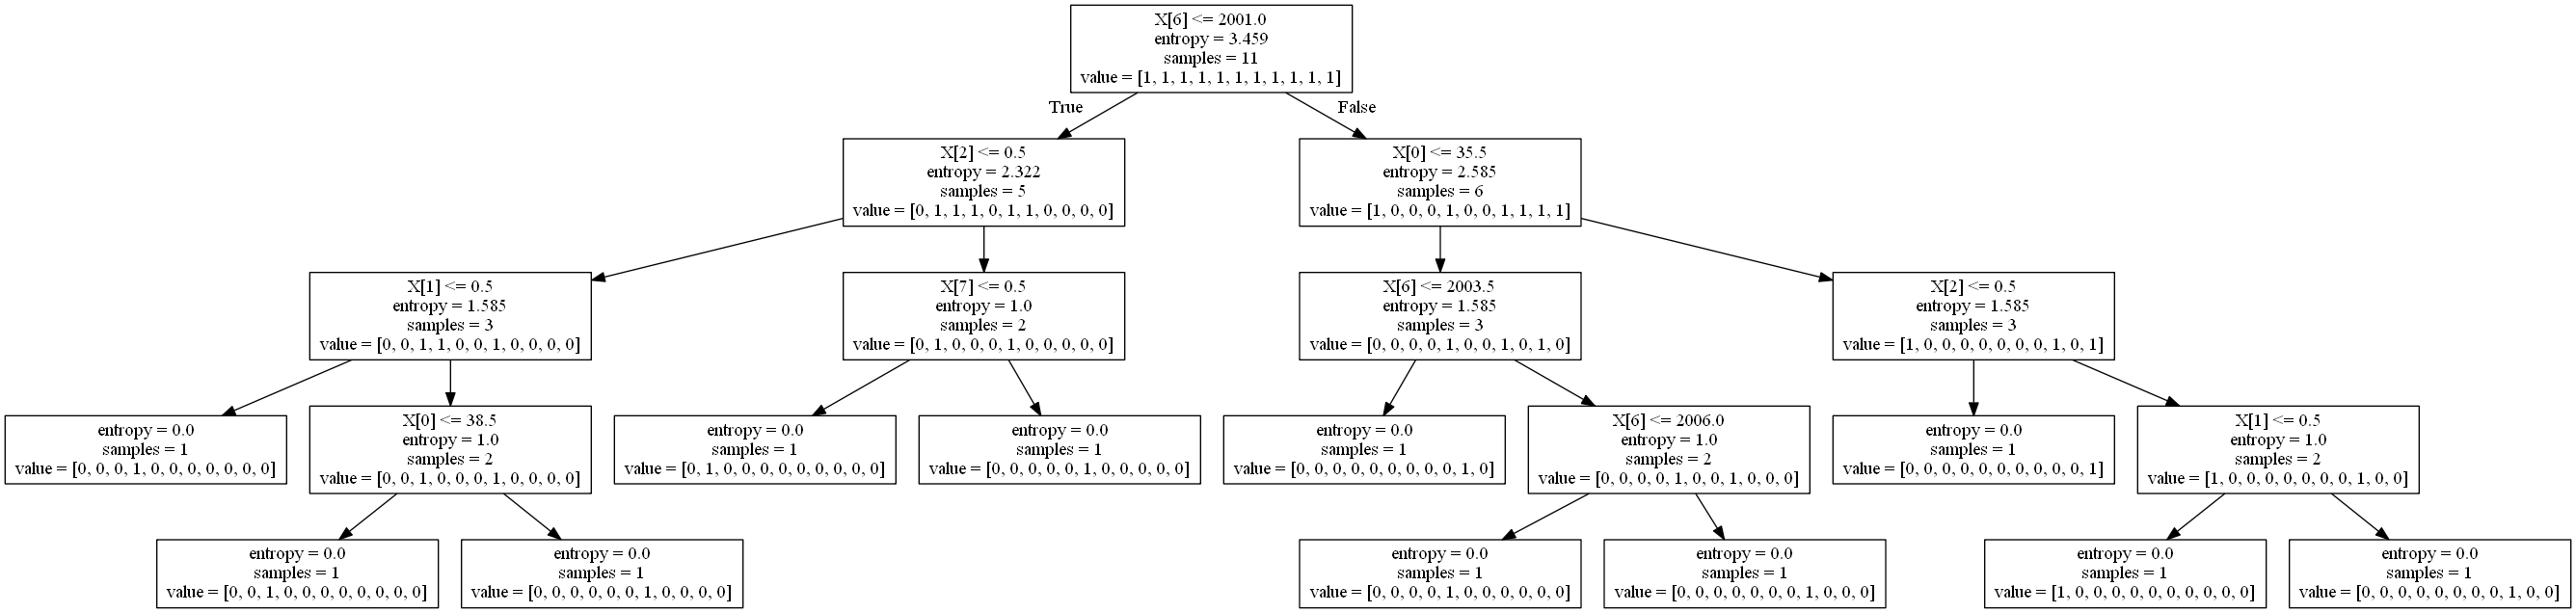 X[6] <= 2001.0
entropy = 3.459
samples = 11
value = [1, 1, 1, 1, 1, 1, 1, 1, 1, 1, 1]
True
False
X[2] <= 0.5
entropy = 2.322
samples = 5
value = [0, 1, 1, 1, 0, 1, 1, 0, 0, 0, 0]
X[0] <= 35.5
entropy = 2.585
samples = 6
value = [1, 0, 0, 0, 1, 0, 0, 1, 1, 1, 1]
X[1] <= 0.5
entropy = 1.585
samples = 3
value = [0, 0, 1, 1, 0, 0, 1, 0, 0, 0, 0]
X[7] <= 0.5
entropy = 1.0
samples = 2
value = [0, 1, 0, 0, 0, 1, 0, 0, 0, 0, 0]
X[6] <= 2003.5
entropy = 1.585
samples = 3
value = [0, 0, 0, 0, 1, 0, 0, 1, 0, 1, 0]
X[2] <= 0.5
entropy = 1.585
samples = 3
value = [1, 0, 0, 0, 0, 0, 0, 0, 1, 0, 1]
entropy = 0.0
samples = 1
value = [0, 0, 0, 1, 0, 0, 0, 0, 0, 0, 0]
X[0] <= 38.5
entropy = 1.0
samples = 2
value = [0, 0, 1, 0, 0, 0, 1, 0, 0, 0, 0]
entropy = 0.0
samples = 1
value = [0, 1, 0, 0, 0, 0, 0, 0, 0, 0, 0]
entropy = 0.0
samples = 1
value = [0, 0, 0, 0, 0, 1, 0, 0, 0, 0, 0]
entropy = 0.0
samples = 1
value = [0, 0, 0, 0, 0, 0, 0, 0, 0, 1, 0]
X[6] <= 2006.0
entropy = 1.0
samples = 2
value = [0, 0, 0, 0, 1, 0, 0, 1, 0, 0, 0]
entropy = 0.0
samples = 1
value = [0, 0, 0, 0, 0, 0, 0, 0, 0, 0, 1]
X[1] <= 0.5
entropy = 1.0
samples = 2
value = [1, 0, 0, 0, 0, 0, 0, 0, 1, 0, 0]
entropy = 0.0
samples = 1
value = [0, 0, 1, 0, 0, 0, 0, 0, 0, 0, 0]
entropy = 0.0
samples = 1
value = [0, 0, 0, 0, 0, 0, 1, 0, 0, 0, 0]
entropy = 0.0
samples = 1
value = [0, 0, 0, 0, 1, 0, 0, 0, 0, 0, 0]
entropy = 0.0
samples = 1
value = [0, 0, 0, 0, 0, 0, 0, 1, 0, 0, 0]
entropy = 0.0
samples = 1
value = [1, 0, 0, 0, 0, 0, 0, 0, 0, 0, 0]
entropy = 0.0
samples = 1
value = [0, 0, 0, 0, 0, 0, 0, 0, 1, 0, 0]